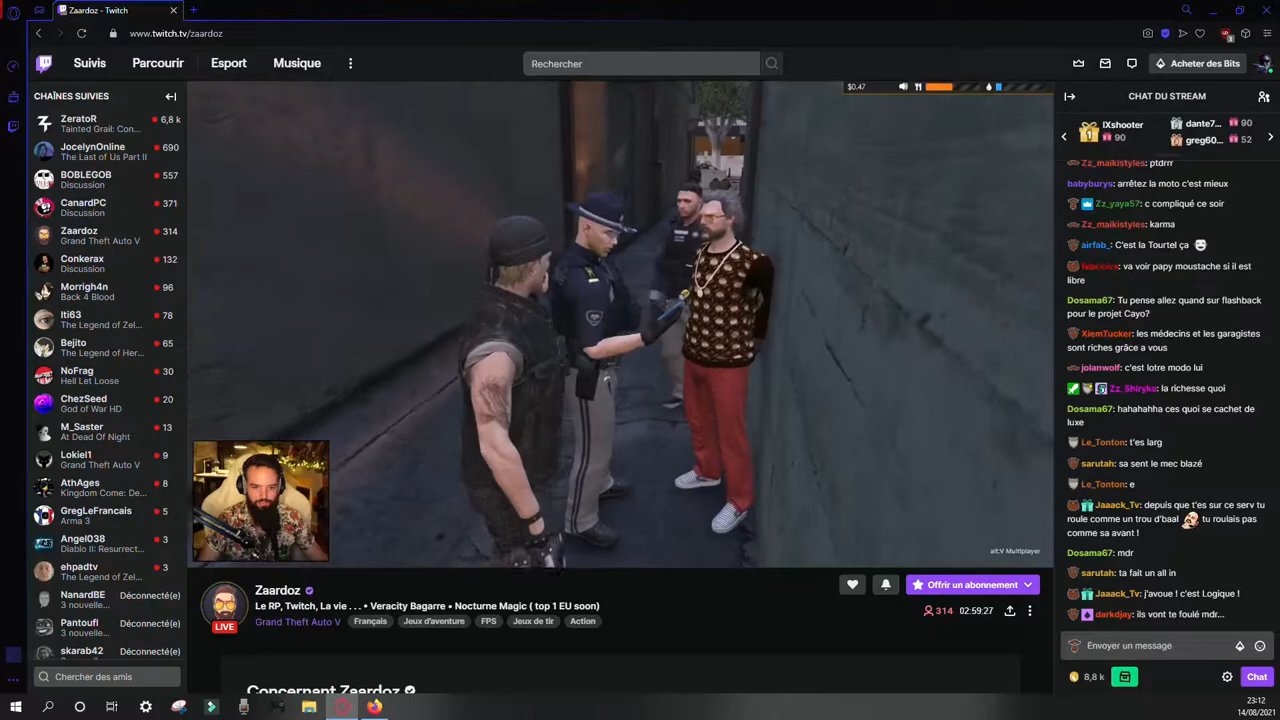 Zaardoz - Twitch
www.twitch.tv/zaardoz
Suivis
Parcourir
Esport
Musique
Rechercher
Acheter des Bits
CHAÎNES SUIVIES
ZeratoR
6,8 k
Tainted Grail: Con...
JocelynOnline
690
The Last of Us Part II
BOBLEGOB
557
Discussion
CanardPC
371
Discussion
Zaardoz
314
Grand Theft Auto V
Conkerax
132
Discussion
Morrigh4n
96
Back 4 Blood
Iti63
78
The Legend of Zel...
Bejito
65
The Legend of Her...
NoFrag
30
Hell Let Loose
ChezSeed
20
God of War HD
M_Saster
13
At Dead Of Night
Lokiel1
9
Grand Theft Auto V
AthAges
8
Kingdom Come: De...
GregLeFrancais
5
Arma 3
Angel038
3
Diablo II: Resurrect...
ehpadtv
3
The Legend of Zel...
NanardBE
Déconnecté(e)
3 nouvelle...
Pantoufl
Déconnecté(e)
3 nouvelle...
skarab42
Déconnecté(e)
Chercher des amis
$0.47
alt:V Multiplayer
LIVE
Zaardoz
Le RP, Twitch, La vie . . . • Veracity Bagarre • Nocturne Magic ( top 1 EU soon)
Grand Theft Auto V
Français
Jeux d'aventure
FPS
Jeux de tir
Action
Offrir un abonnement
314
02:59:27
Concernant Zaardoz
CHAT DU STREAM
1
IXshooter
90
dante7...
90
greg60...
52
Zz_maikistyles: ptdrrr
babyburys: arrêtez la moto c'est mieux
Zz_yaya57: c compliqué ce soir
Zz_maikistyles: karma
airfab_: C'est la Tourtel ça
va voir papy moustache si il est
libre
Dosama67: Tu pense allez quand sur flashback
pour le projet Cayo?
XiemTucker: les médecins et les garagistes
sont riches grâce a vous
jolanwolf: c'est lotre modo lui
Zz_Shiryko: la richesse quoi
Dosama67: hahahahha ces quoi se cachet de
luxe
Le_Tonton: t'es larg
sarutah: sa sent le mec blazé
Le_Tonton: e
Jaaack_Tv: depuis que t'es sur ce serv tu
roule comme un trou d'baal tu roulais pas
comme sa avant !
Dosama67: mdr
sarutah: ta fait un all in
Jaaack_Tv: j'avoue ! c'est Logique !
darkdjay: ils vont te foulé mdr...
Envoyer un message
8,8 k
Chat
23:12
14/08/2021